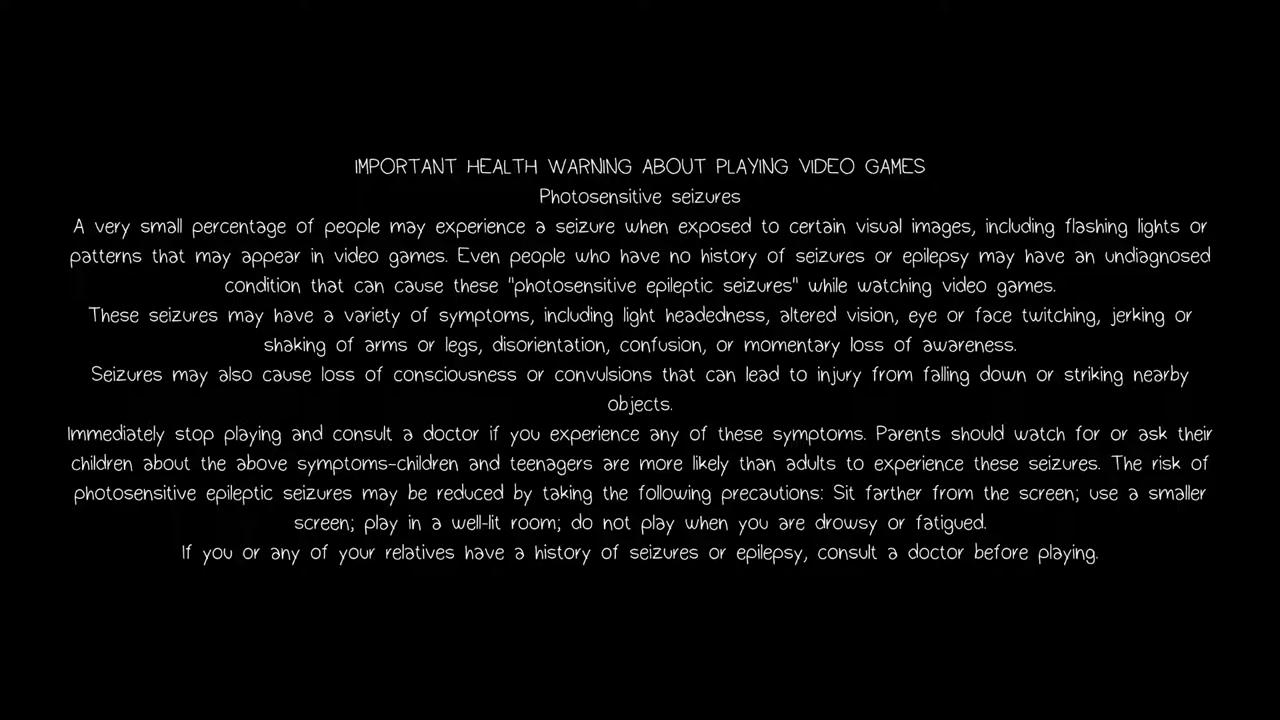 IMPORTANT HEALTH WARNING ABOUT PLAYING VIDEO GAMES
Photosensitive seizures
A very small percentage of people may experience a seizure when exposed to certain visual images, including flashing lights or
patterns that may appear in video games. Even people who have no history of seizures or epilepsy may have an undiagnosed
condition that can cause these "photosensitive epileptic seizures" while watching video games.
These seizures may have a variety of symptoms, including light headedness, altered vision, eye or face twitching, jerking or
shaking of arms or legs, disorientation, confusion, or momentary loss of awareness.
Seizures may also cause loss of consciousness or convulsions that can lead to injury from falling down or striking nearby
objects.
Immediately stop playing and consult a doctor if you experience any of these symptoms. Parents should watch for or ask their
children about the above symptoms-children and teenagers are more likely than adults to experience these seizures. The risk of
photosensitive epileptic seizures may be reduced by taking the following precautions: Sit farther from the screen; use a smaller
screen; play in a well-lit room; do not play when you are drowsy or fatigued.
If you or any of your relatives have a history of seizures or epilepsy, consult a doctor before playing.